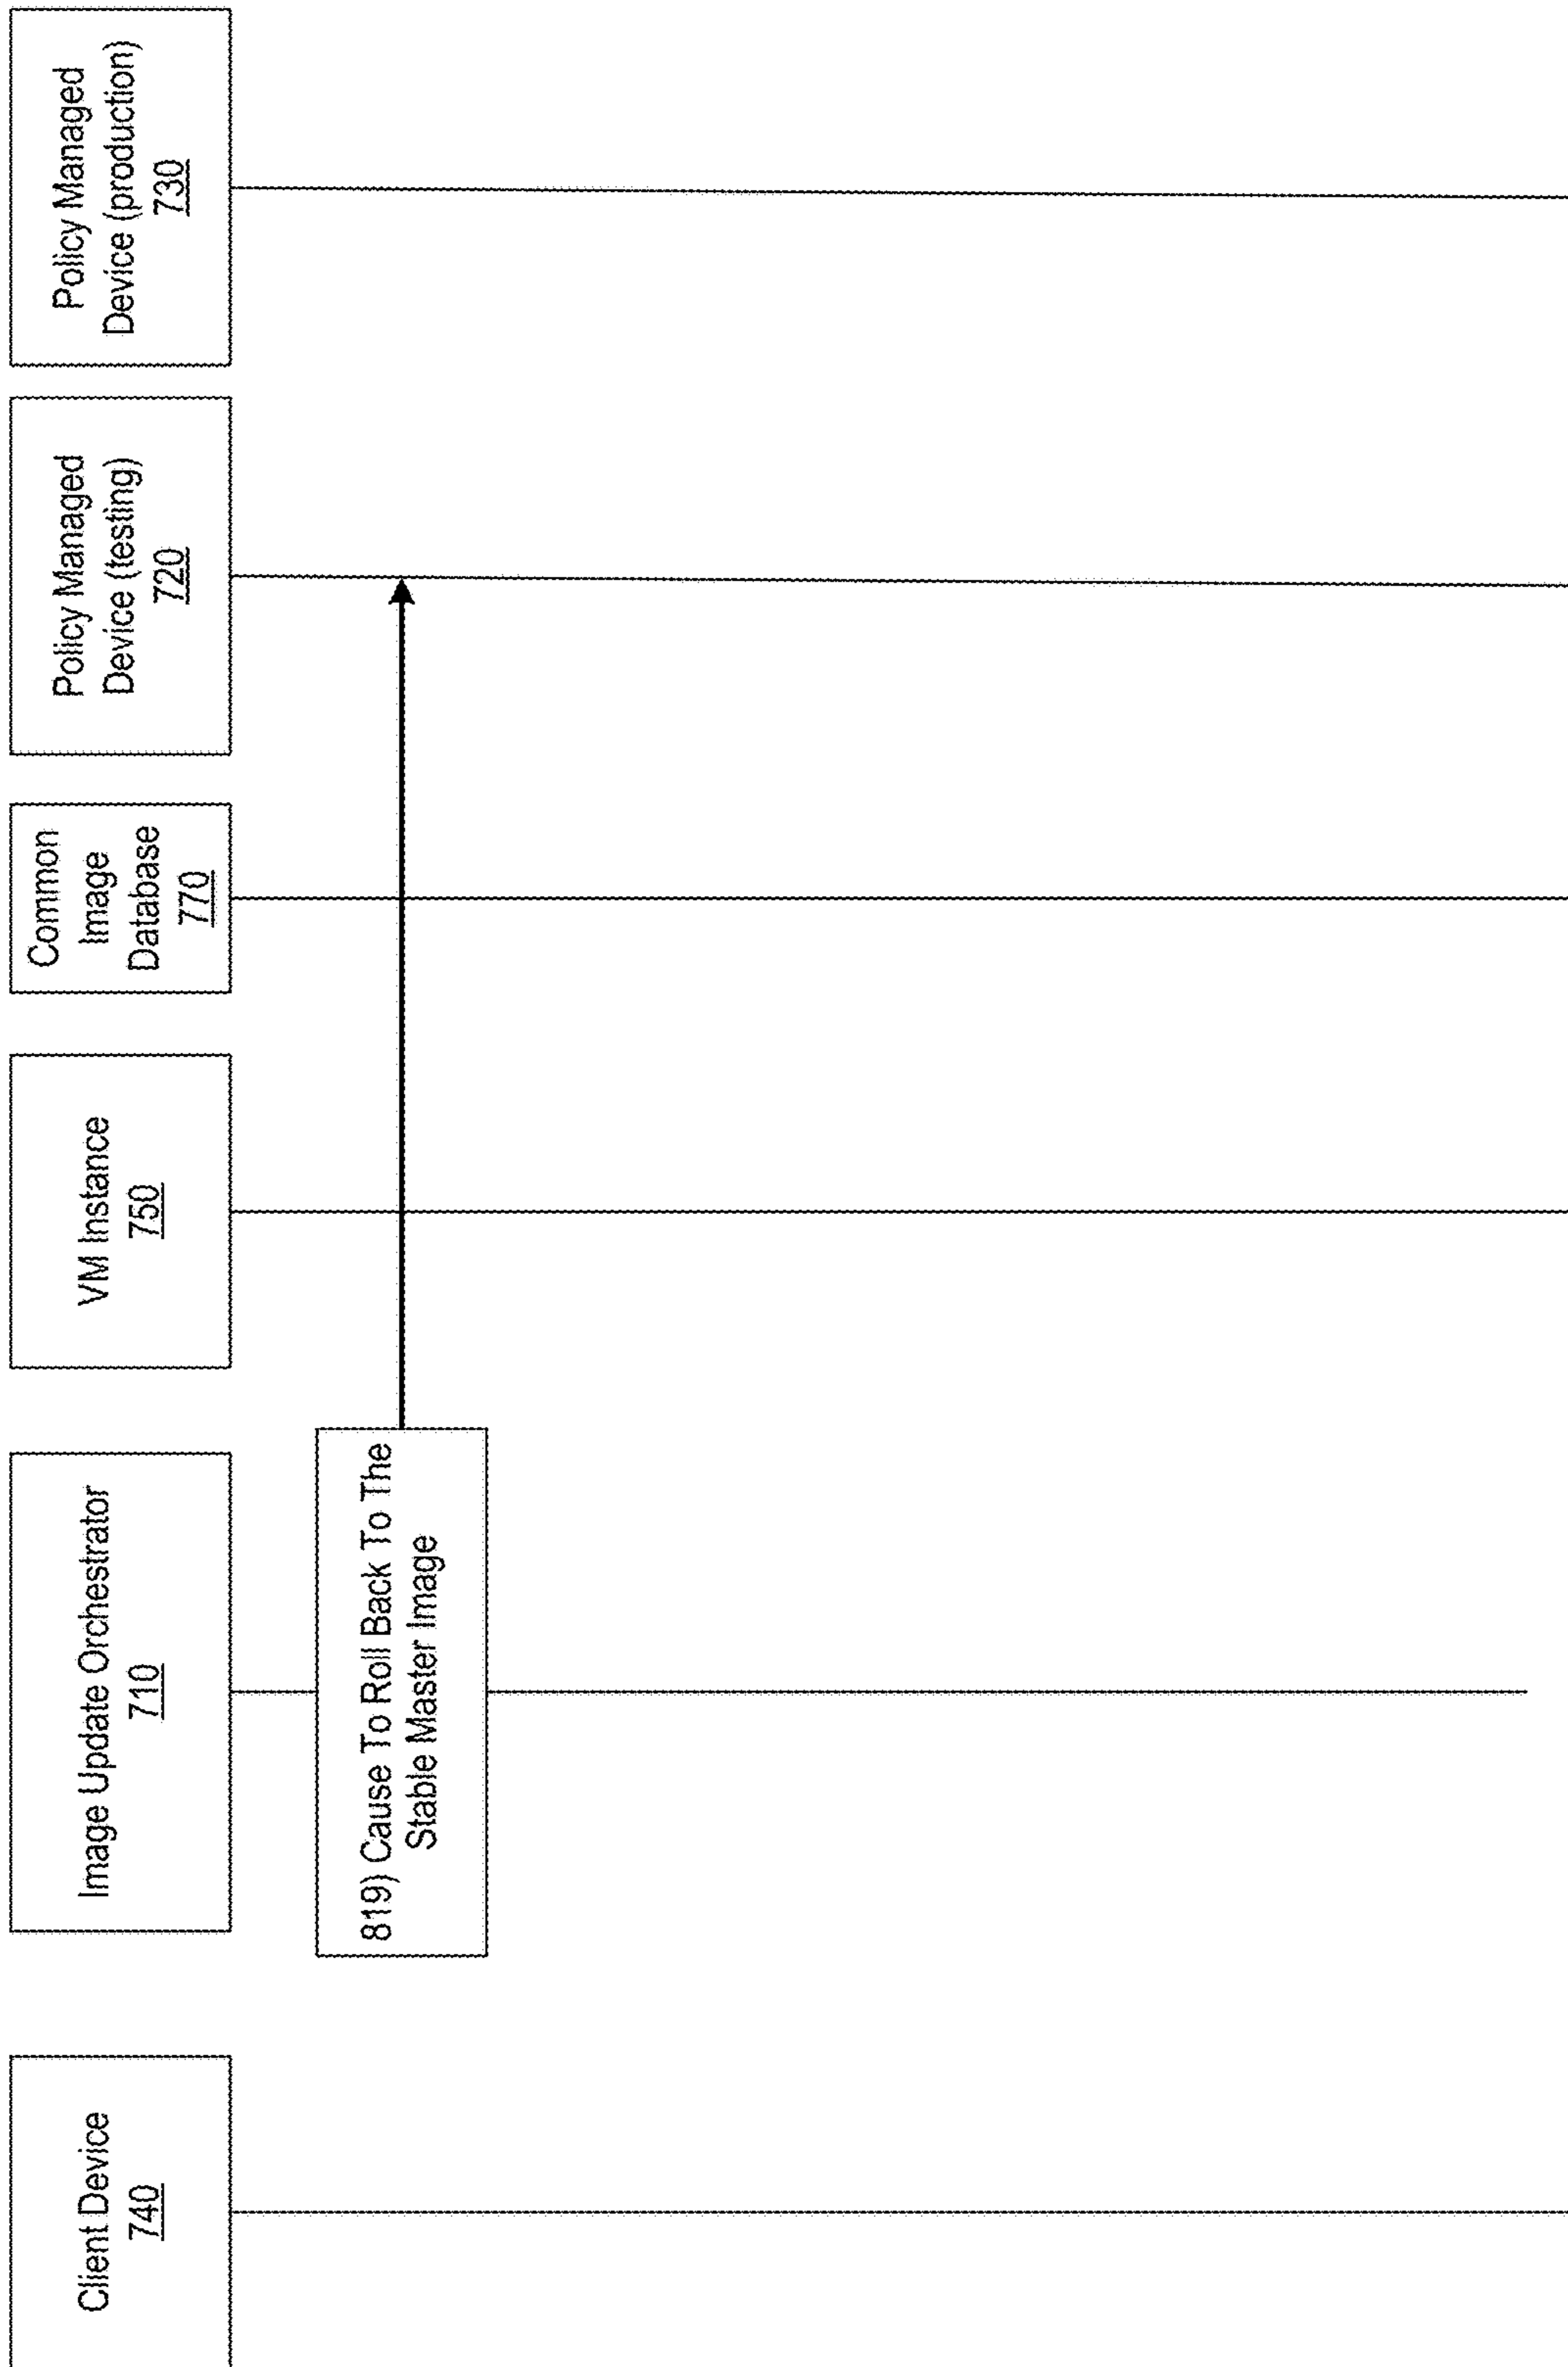 Client Device
740
Image Update Orchestrator
710
VM Instance
750
Common
Image
Database
770
Policy Managed
Device (testing)
720
Policy Managed
Device (production)
730
819) Cause To Roll Back To The
Stable Master Image